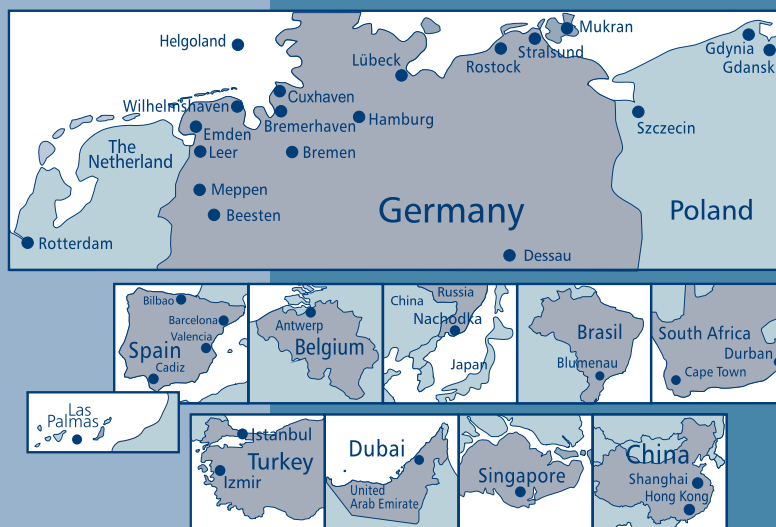 Helgoland
Mukran
Lübeck
Stralsund
Rostock
Gdynia
Gdansk
Wilhelmshaven
Cuxhaven
Bremerhaven
Hamburg
Emden
Szczecin
The
Netherland
Leer
Bremen
Meppen
Beesten
Germany
Poland
Rotterdam
Dessau
Bilbao
Barcelona
Valencia
Spain
Cadiz
Antwerp
Belgium
Russia
China
Nachodka
Japan
Brasil
Blumenau
South Africa
Durban
Cape Town
Las
Palmas
Istanbul
Turkey
Izmir
Dubai
United
Arab Emirate
Singapore
China
Shanghai
Hong Kong